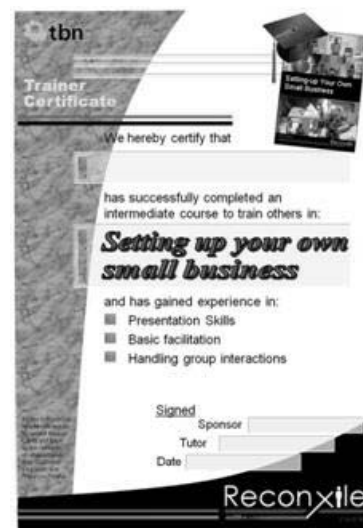 tbn
Trainer
Certificate
Setting-up Your Own
Small Business
We hereby certify that
has successfully completed an
intermediate course to train others in:
Setting up your own
small business
and has gained experience in:
Presentation Skills
Basic facilitation
Handling group interactions
Signed
Sponsor
Tutor
Date
Reconxile